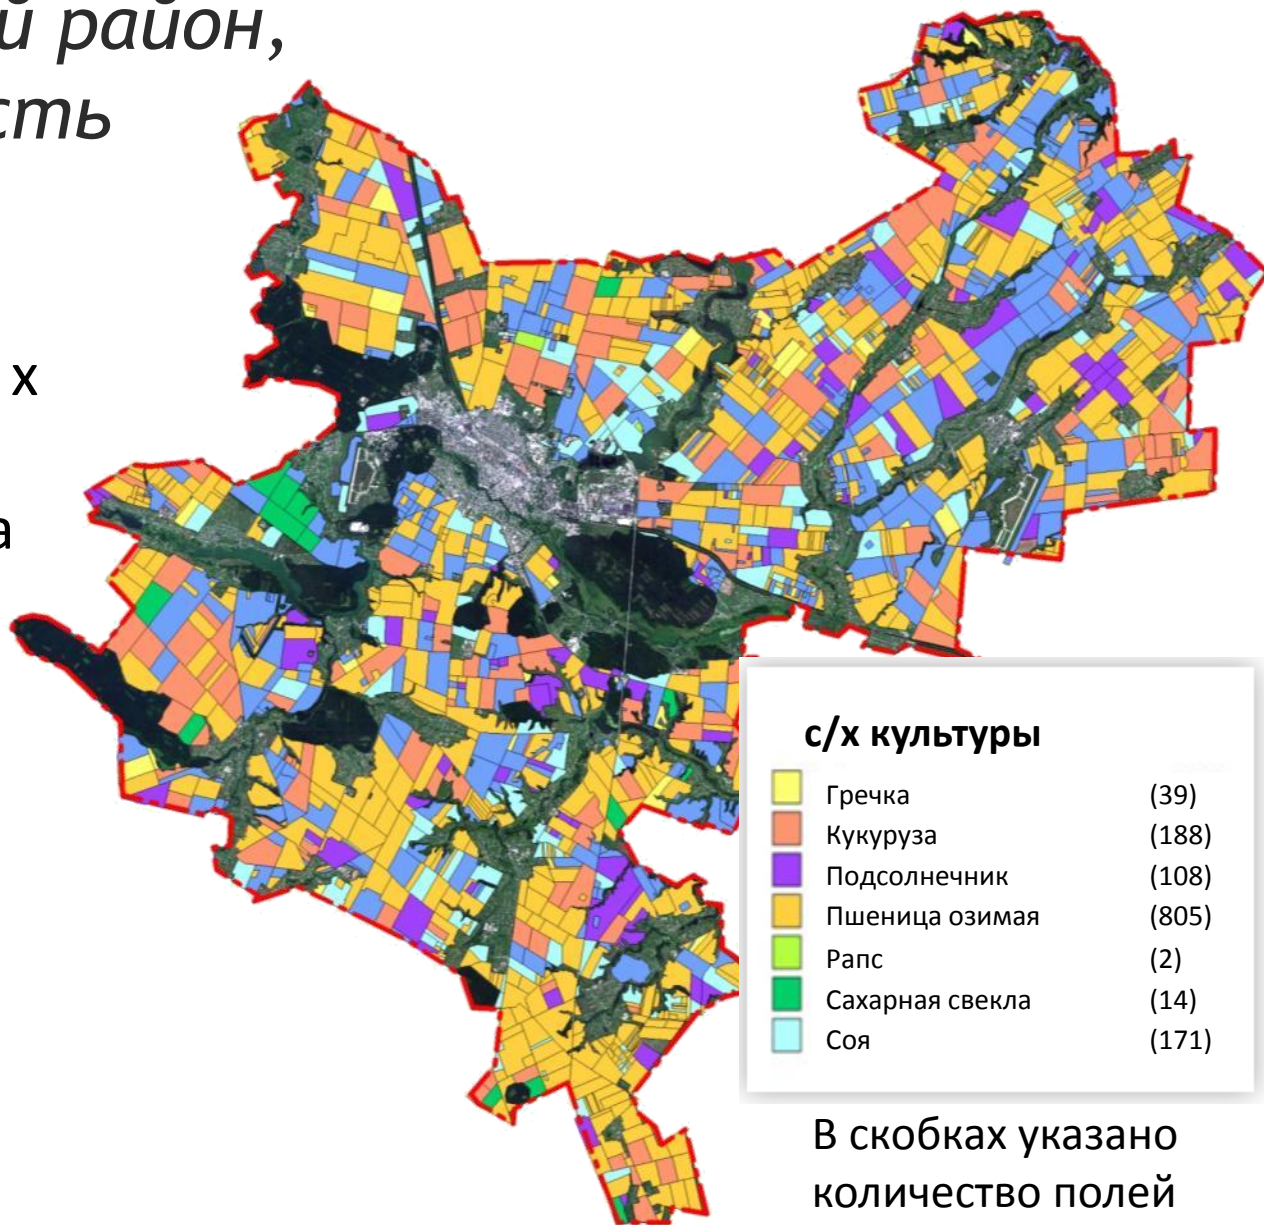 й район,
сть
х
а
с/х культуры
Гречка (39)
Кукуруза (188)
Подсолнечник (108)
Пшеница озимая (805)
Рапс (2)
Сахарная свекла (14)
Соя (171)
В скобках указано
количество полей